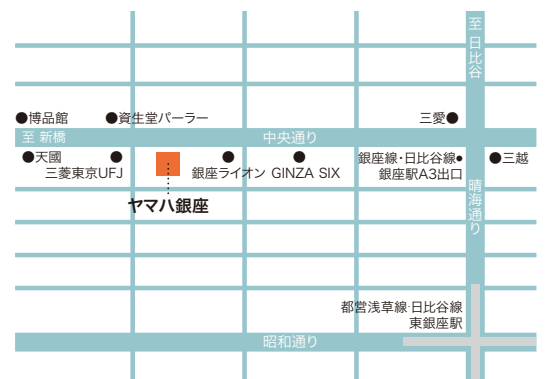 至 日比谷
●博品館
●資生堂パーラー
三愛●
至 新橋
中央通り
●天國
三菱東京UFJ
銀座ライオン
GINZA SIX
銀座線・日比谷線●
銀座駅A3出口
●三越
ヤマハ銀座
晴海通り
都営浅草線·日比谷線
東銀座駅
昭和通り